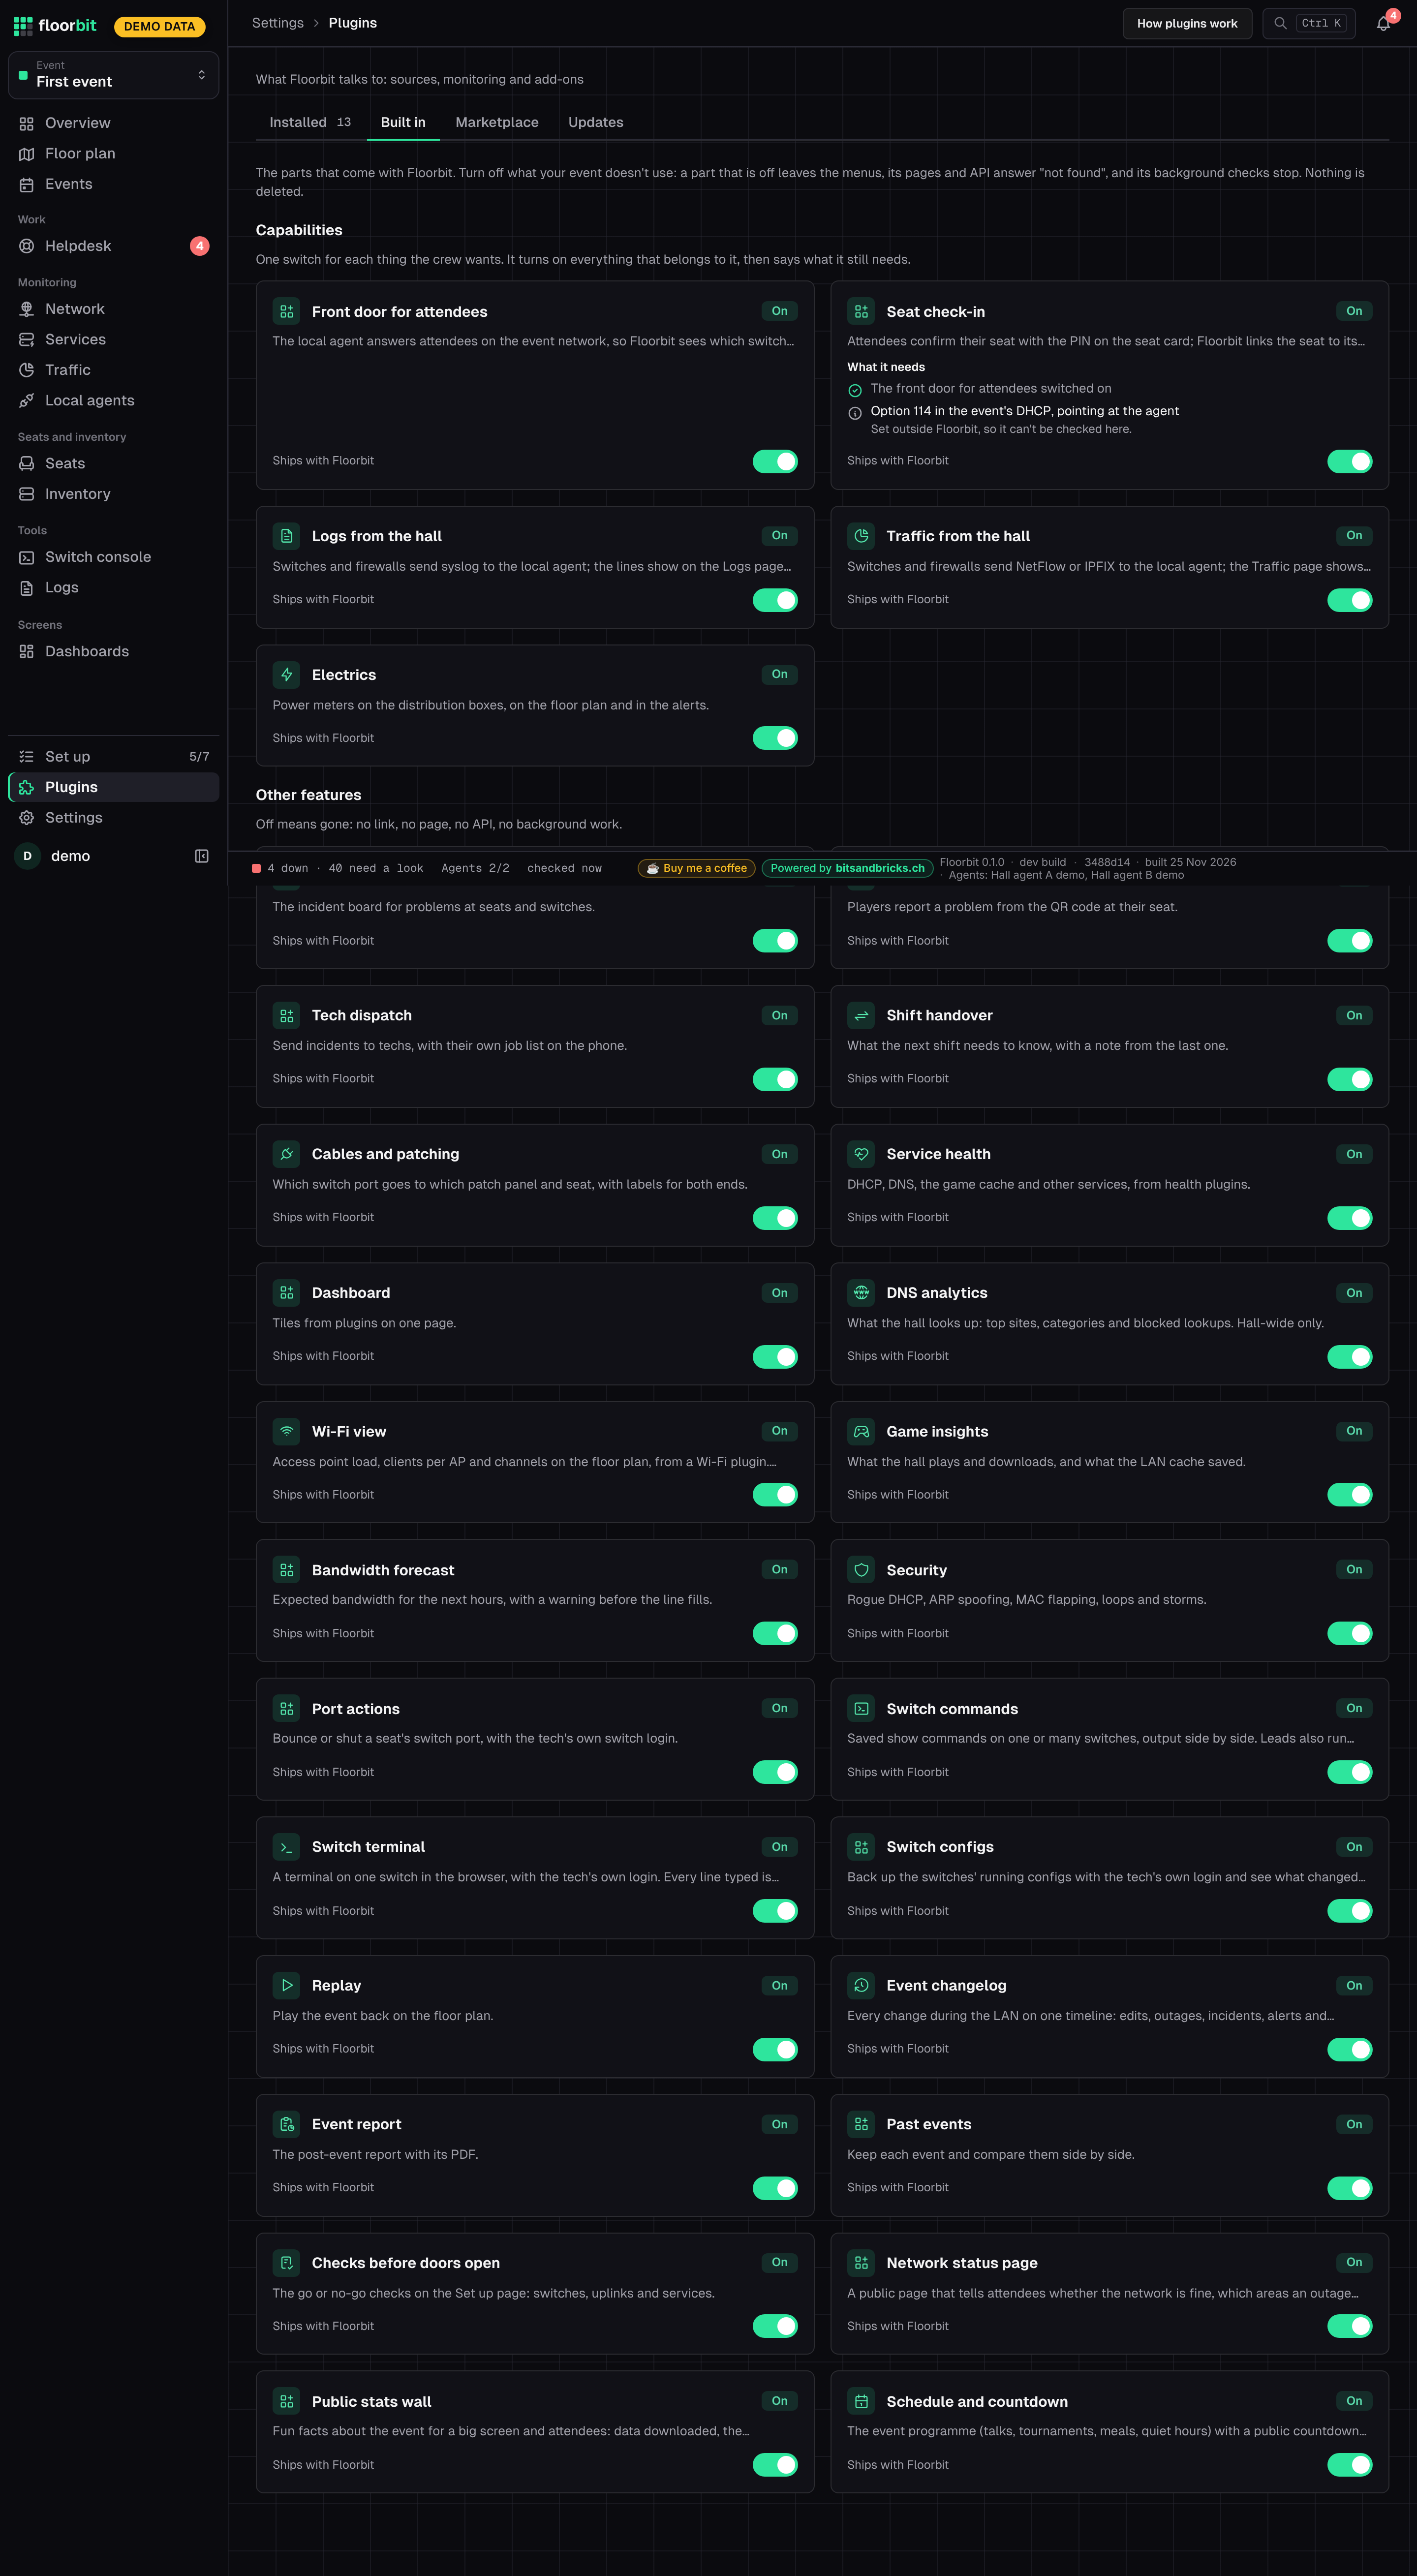 floorbit
DEMO DATA
Event
First event
Overview
Floor plan
Events
Work
Helpdesk 4
Monitoring
Network
Services
Traffic
Local agents
Seats and inventory
Seats
Inventory
Tools
Switch console
Logs
Screens
Dashboards
Set up 5/7
Plugins
Settings
D demo
Settings > Plugins
How plugins work
Ctrl K
4
What Floorbit talks to: sources, monitoring and add-ons
Installed 13 Built in Marketplace Updates
The parts that come with Floorbit. Turn off what your event doesn't use: a part that is off leaves the menus, its pages and API answer "not found", and its background checks stop. Nothing is
deleted.
Capabilities
One switch for each thing the crew wants. It turns on everything that belongs to it, then says what it still needs.
Front door for attendees On
The local agent answers attendees on the event network, so Floorbit sees which switch...
Ships with Floorbit
Seat check-in On
Attendees confirm their seat with the PIN on the seat card; Floorbit links the seat to its...
What it needs
The front door for attendees switched on
Option 114 in the event's DHCP, pointing at the agent
Set outside Floorbit, so it can't be checked here.
Ships with Floorbit
Logs from the hall On
Switches and firewalls send syslog to the local agent; the lines show on the Logs page...
Ships with Floorbit
Traffic from the hall On
Switches and firewalls send NetFlow or IPFIX to the local agent; the Traffic page shows...
Ships with Floorbit
Electrics On
Power meters on the distribution boxes, on the floor plan and in the alerts.
Ships with Floorbit
Other features
Off means gone: no link, no page, no API, no background work.
4 down · 40 need a look Agents 2/2 checked now
☕ Buy me a coffee
Powered by bitsandbricks.ch
Floorbit 0.1.0 · dev build · 3488d14 · built 25 Nov 2026
· Agents: Hall agent A demo, Hall agent B demo
The incident board for problems at seats and switches.
Ships with Floorbit
Players report a problem from the QR code at their seat.
Ships with Floorbit
Tech dispatch On
Send incidents to techs, with their own job list on the phone.
Ships with Floorbit
Shift handover On
What the next shift needs to know, with a note from the last one.
Ships with Floorbit
Cables and patching On
Which switch port goes to which patch panel and seat, with labels for both ends.
Ships with Floorbit
Service health On
DHCP, DNS, the game cache and other services, from health plugins.
Ships with Floorbit
Dashboard On
Tiles from plugins on one page.
Ships with Floorbit
DNS analytics On
What the hall looks up: top sites, categories and blocked lookups. Hall-wide only.
Ships with Floorbit
Wi-Fi view On
Access point load, clients per AP and channels on the floor plan, from a Wi-Fi plugin....
Ships with Floorbit
Game insights On
What the hall plays and downloads, and what the LAN cache saved.
Ships with Floorbit
Bandwidth forecast On
Expected bandwidth for the next hours, with a warning before the line fills.
Ships with Floorbit
Security On
Rogue DHCP, ARP spoofing, MAC flapping, loops and storms.
Ships with Floorbit
Port actions On
Bounce or shut a seat's switch port, with the tech's own switch login.
Ships with Floorbit
Switch commands On
Saved show commands on one or many switches, output side by side. Leads also run...
Ships with Floorbit
Switch terminal On
A terminal on one switch in the browser, with the tech's own login. Every line typed is...
Ships with Floorbit
Switch configs On
Back up the switches' running configs with the tech's own login and see what changed...
Ships with Floorbit
Replay On
Play the event back on the floor plan.
Ships with Floorbit
Event changelog On
Every change during the LAN on one timeline: edits, outages, incidents, alerts and...
Ships with Floorbit
Event report On
The post-event report with its PDF.
Ships with Floorbit
Past events On
Keep each event and compare them side by side.
Ships with Floorbit
Checks before doors open On
The go or no-go checks on the Set up page: switches, uplinks and services.
Ships with Floorbit
Network status page On
A public page that tells attendees whether the network is fine, which areas an outage...
Ships with Floorbit
Public stats wall On
Fun facts about the event for a big screen and attendees: data downloaded, the...
Ships with Floorbit
Schedule and countdown On
The event programme (talks, tournaments, meals, quiet hours) with a public countdown...
Ships with Floorbit